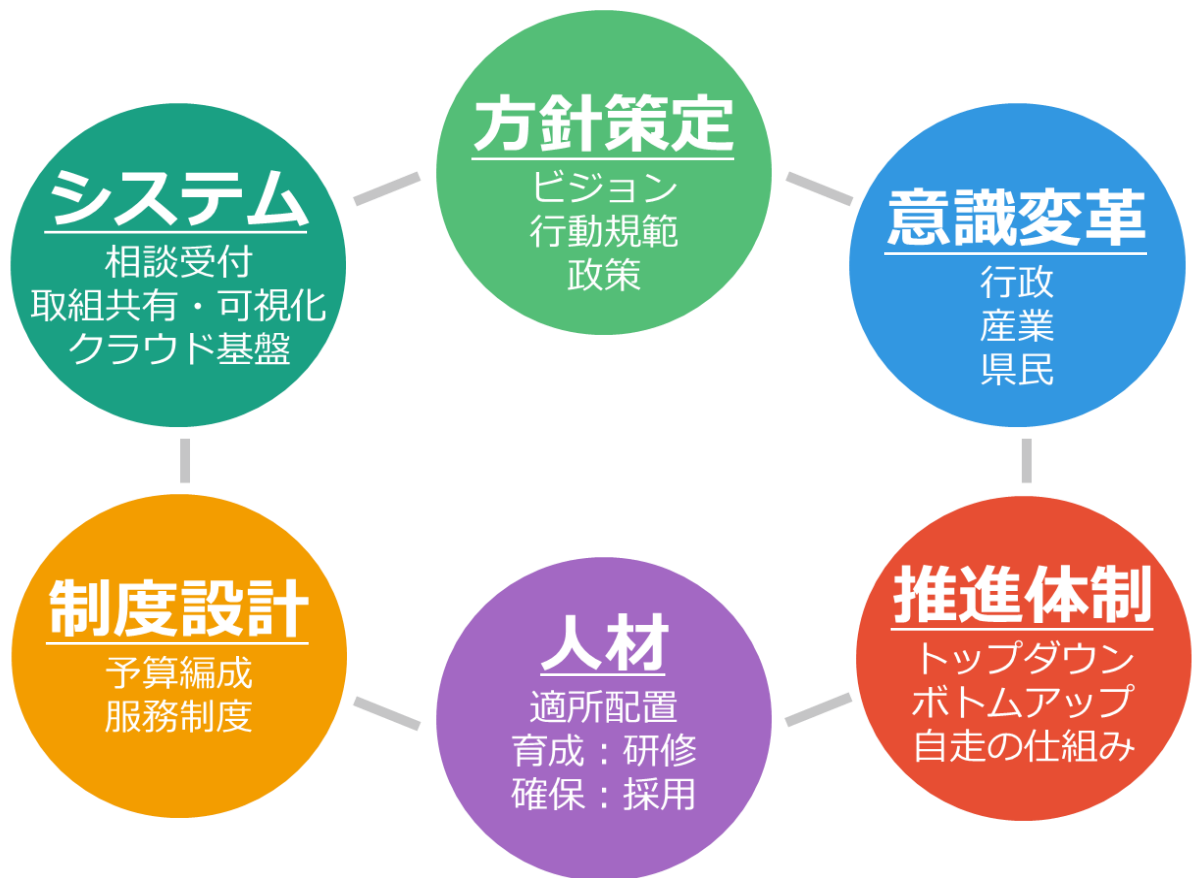 方針策定
ビジョン
行動規範
政策
意識変革
行政
産業
県民
推進体制
トップダウン
ボトムアップ
自走の仕組み
人材
適所配置
育成：研修
確保：採用
制度設計
予算編成
服務制度
システム
相談受付
取組共有・可視化
クラウド基盤